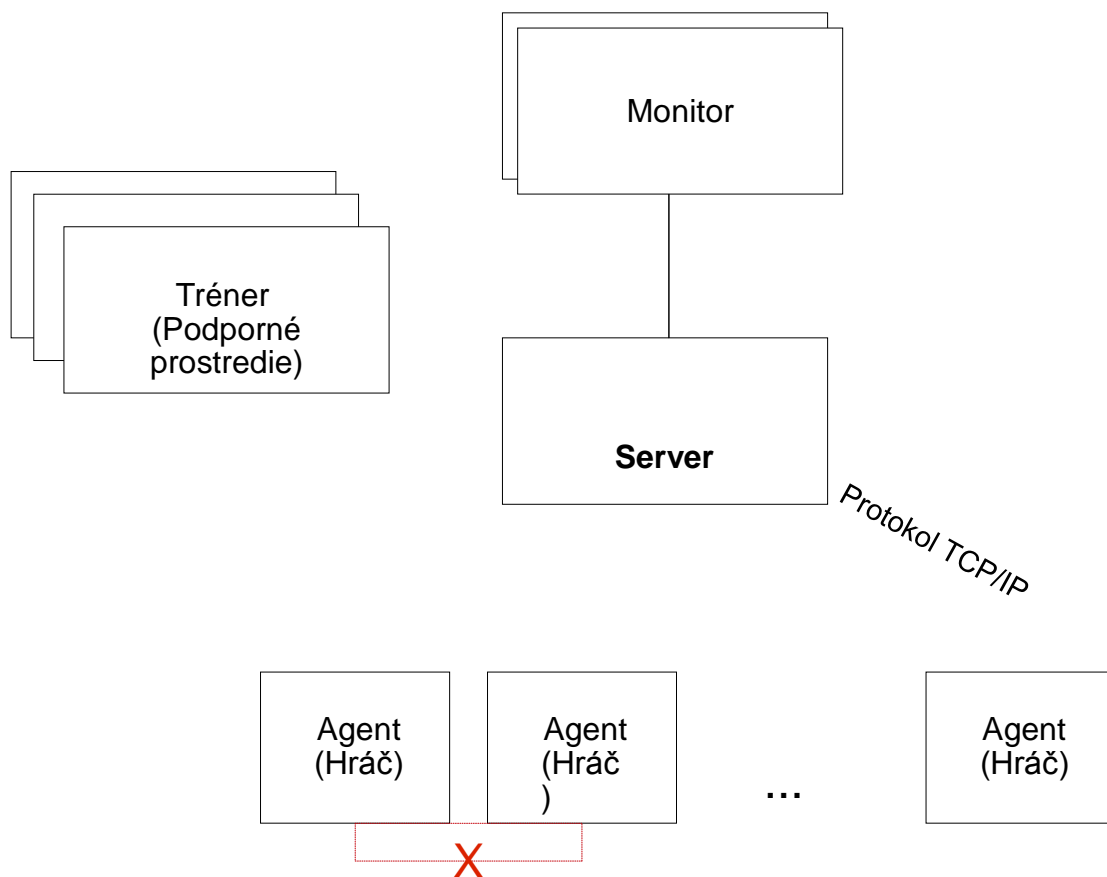 Monitor
Tréner
(Podporné
prostredie)
Server
Protokol TCP/IP
Agent
(Hráč)
Agent
(Hráč
)
...
Agent
(Hráč)
X